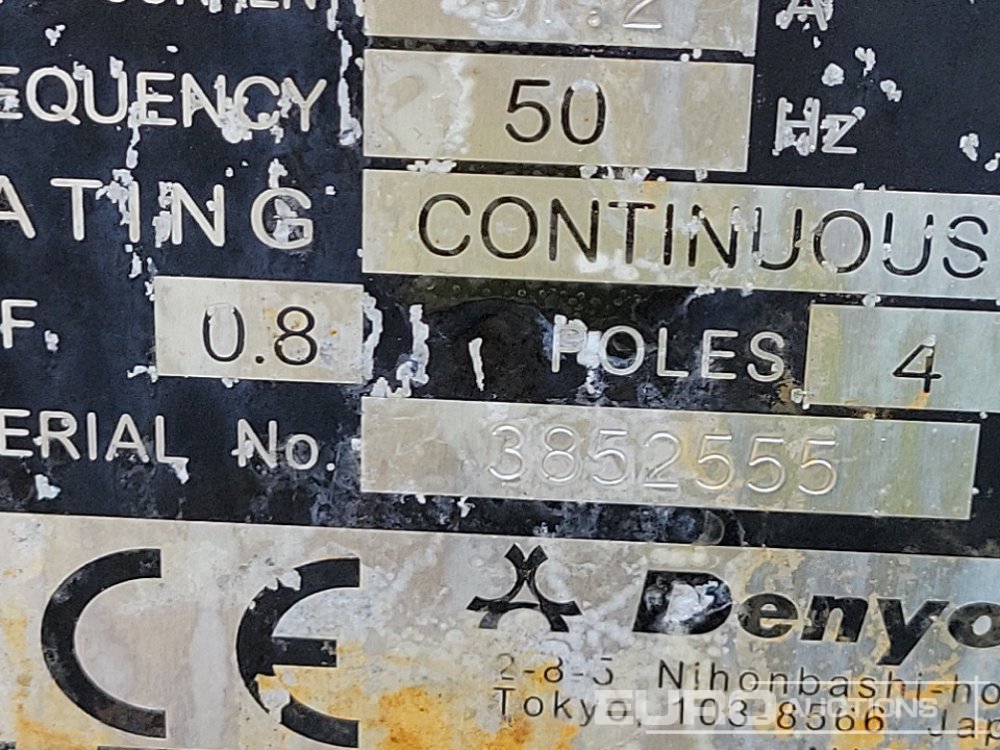 .2 A
EQUENCY 50 Hz
ATING CONTINUOUS
F. 0.8 POLES 4
ERIAL No. 3852555
CE Denyo
2-8-5 Nihonbashi-ho
Tokyo, 103 8566 Jap
EURO AUCTIONS